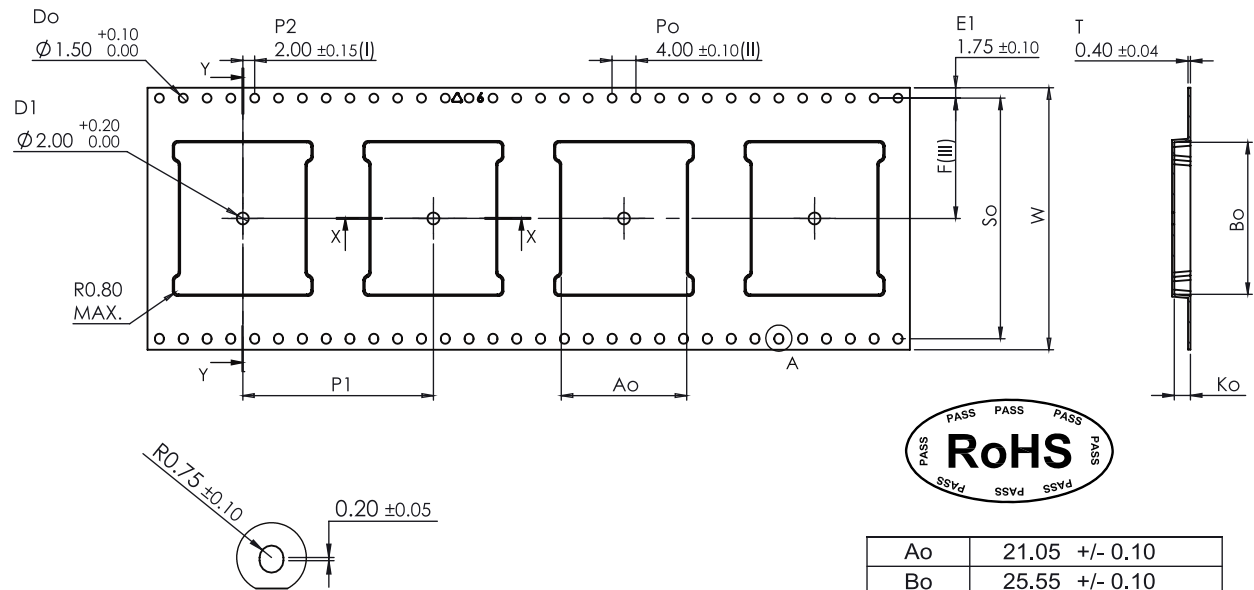 Do
Ø1.50 +0.10 0.00
P2
2.00 ±0.15(I)
Po
4.00 ±0.10(II)
E1
1.75 ±0.10
T
0.40 ±0.04
Y
D1
Ø2.00 +0.20 0.00
6
F(III)
So
W
Bo
X
X
R0.80
MAX.
Y
P1
Ao
A
Ko
PASS PASS PASS
PASS RoHS PASS
PASS PASS PASS
R0.75 ±0.10
0.20 ±0.05
Ao 21.05 +/- 0.10
Bo 25.55 +/- 0.10